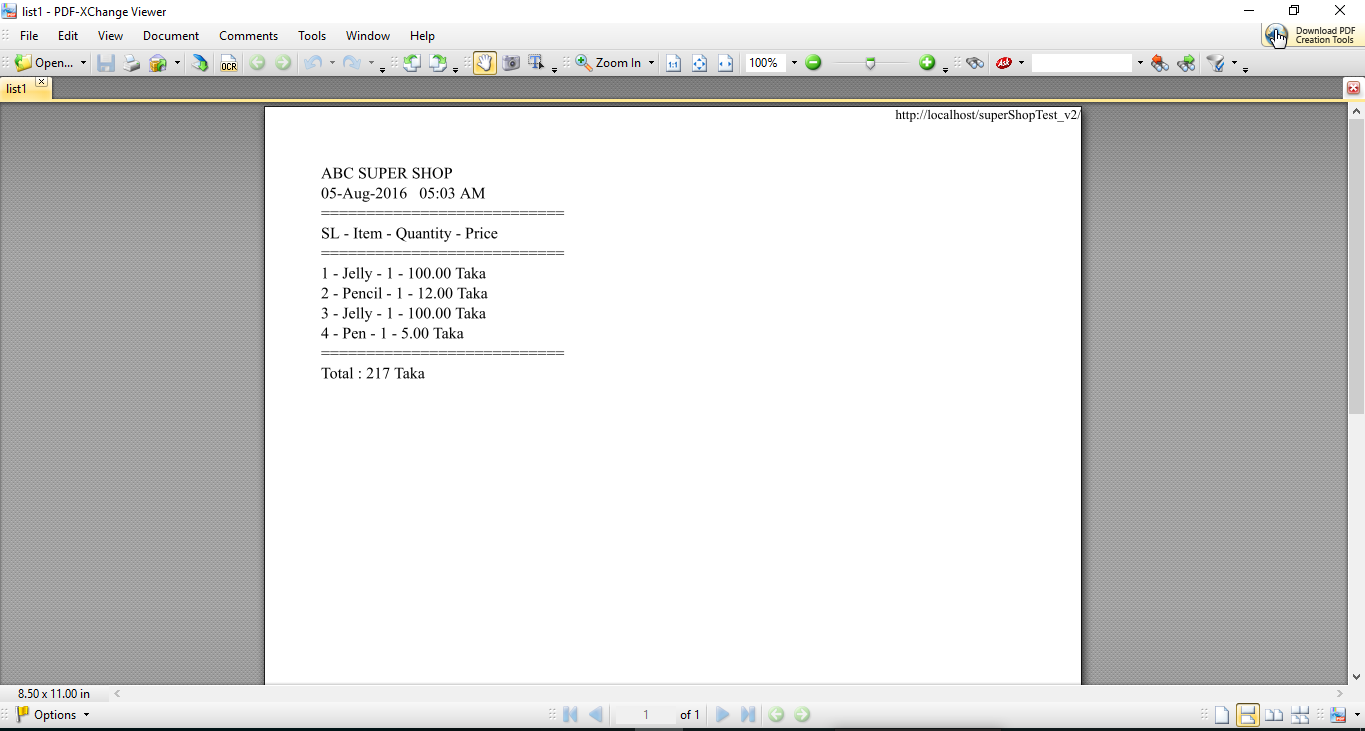 list1 - PDF-XChange Viewer
File Edit View Document Comments Tools Window Help
Download PDF
Creation Tools
Open... OCR Zoom In 1:1 100% Ask
list1
http://localhost/superShopTest_v2/
ABC SUPER SHOP
05-Aug-2016 05:03 AM
===========================
SL - Item - Quantity - Price
===========================
1 - Jelly - 1 - 100.00 Taka
2 - Pencil - 1 - 12.00 Taka
3 - Jelly - 1 - 100.00 Taka
4 - Pen - 1 - 5.00 Taka
===========================
Total : 217 Taka
8.50 x 11.00 in
Options 1 of 1